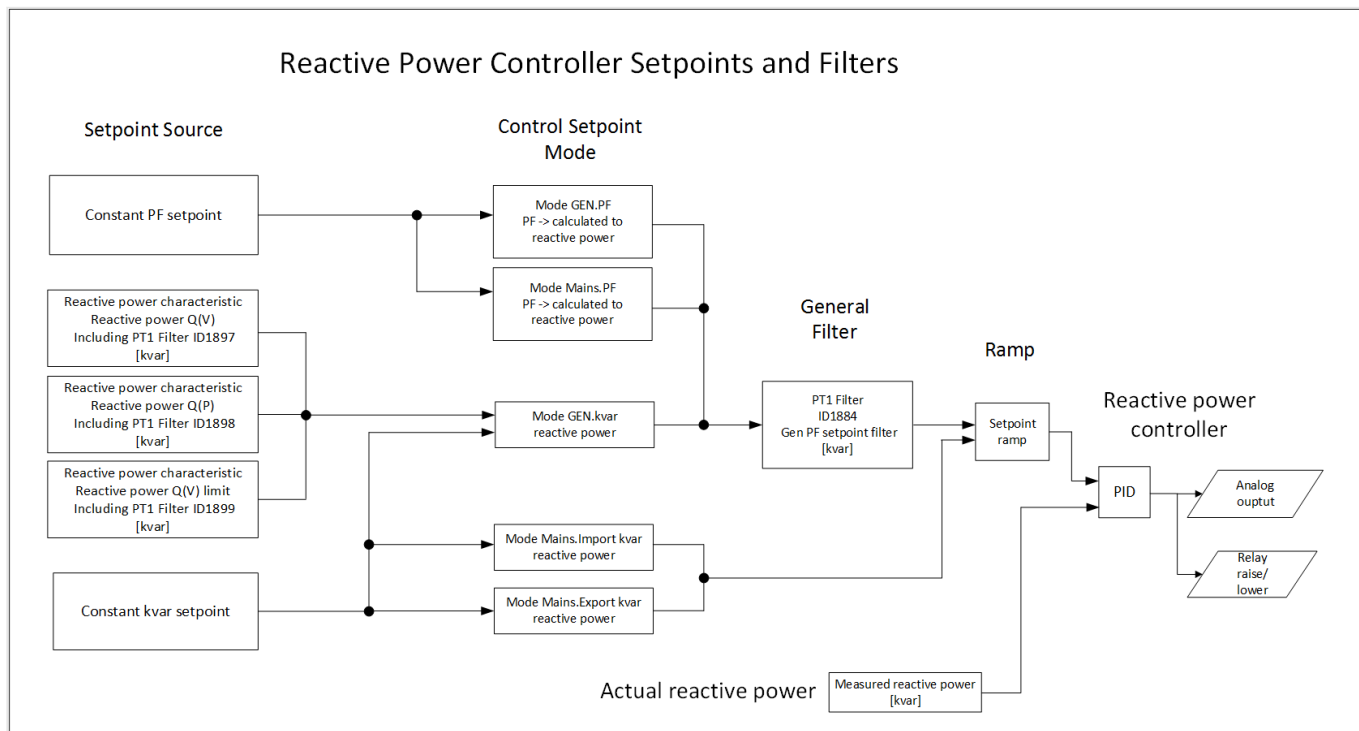 Reactive Power Controller Setpoints and Filters
Setpoint Source
Control Setpoint
Mode
Constant PF setpoint
Mode GEN.PF
PF -> calculated to
reactive power
Mode Mains.PF
PF -> calculated to
reactive power
Reactive power characteristic
Reactive power Q(V)
Including PT1 Filter ID1897
[kvar]
Reactive power characteristic
Reactive power Q(P)
Including PT1 Filter ID1898
[kvar]
Reactive power characteristic
Reactive power Q(V) limit
Including PT1 Filter ID1899
[kvar]
Mode GEN.kvar
reactive power
General
Filter
PT1 Filter
ID1884
Gen PF setpoint filter
[kvar]
Ramp
Setpoint
ramp
Reactive power
controller
PID
Analog
ouptut
Relay
raise/
lower
Constant kvar setpoint
Mode Mains.Import kvar
reactive power
Mode Mains.Export kvar
reactive power
Actual reactive power
Measured reactive power
[kvar]